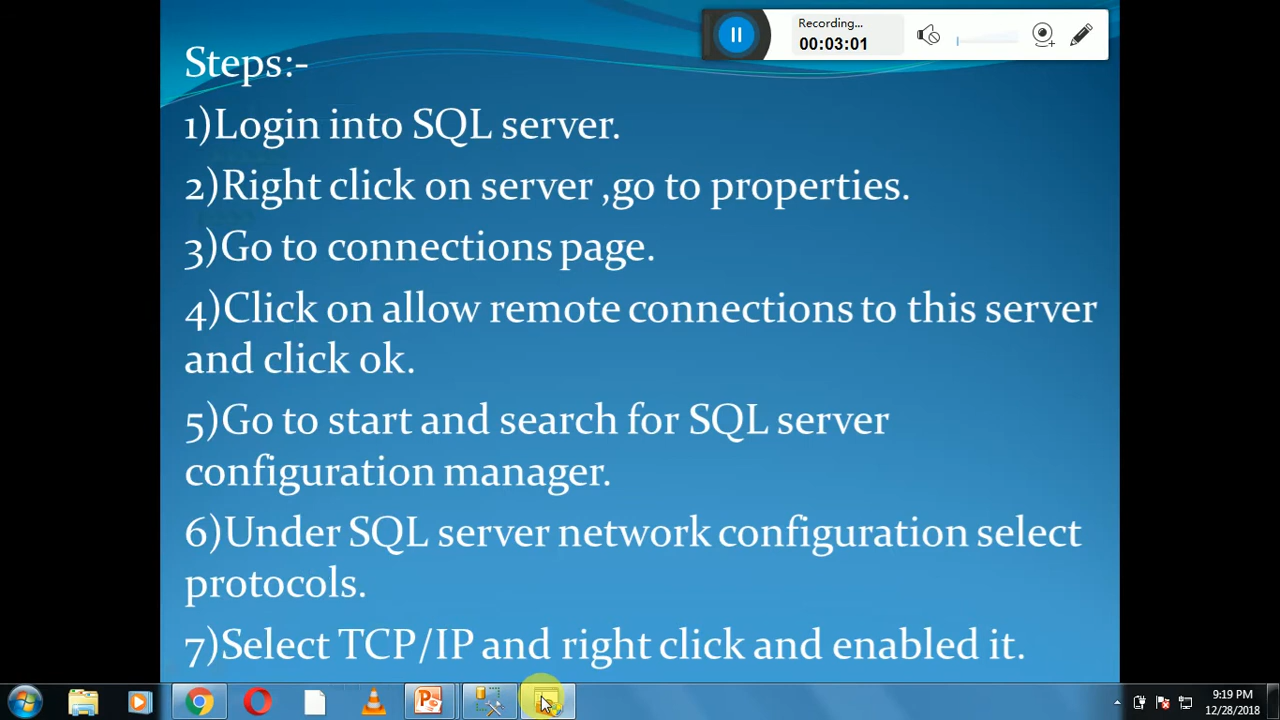 Recording...
00:03:01
Steps:-
1)Login into SQL server.
2)Right click on server ,go to properties.
3)Go to connections page.
4)Click on allow remote connections to this server
and click ok.
5)Go to start and search for SQL server
configuration manager.
6)Under SQL server network configuration select
protocols.
7)Select TCP/IP and right click and enabled it.
9:19 PM
12/28/2018